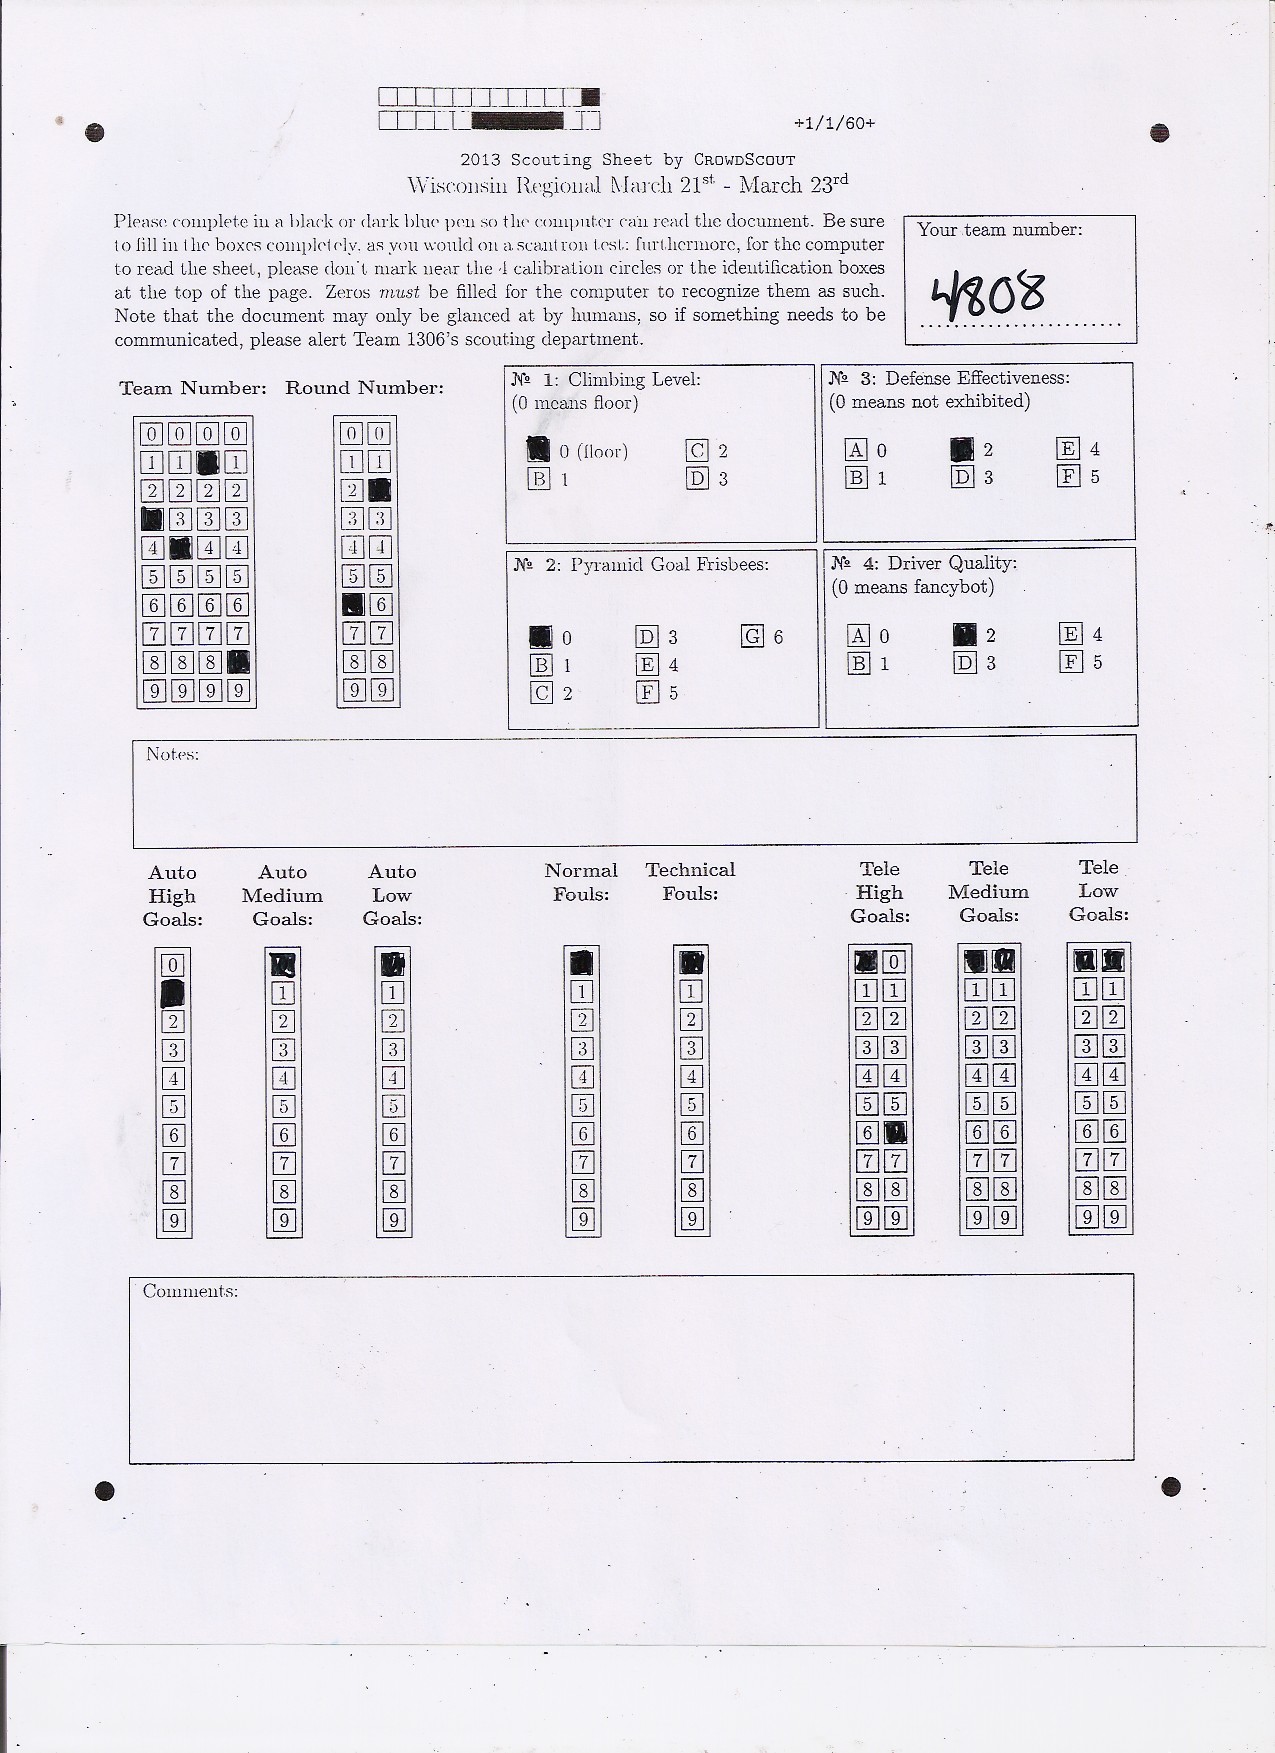 +1/1/60+
2013 Scouting Sheet by CROWDSCOUT
Wisconsin Regional March 21st - March 23rd
Please complete in a black or dark blue pen so the computer can read the document. Be sure
to fill in the boxes completely, as you would on a scantron test; furthermore, for the computer
to read the sheet, please don't mark near the 4 calibration circles or the identification boxes
at the top of the page. Zeros must be filled for the computer to recognize them as such.
Note that the document may only be glanced at by humans, so if something needs to be
communicated, please alert Team 1306's scouting department.
Your team number:
4808
Team Number: Round Number:
0 0 0 0 0 0
1 1 1 1 1
2 2 2 2 2
3 3 3 3 3
4 4 4 4 4
5 5 5 5 5 5
6 6 6 6 6
7 7 7 7 7 7
8 8 8 8 8
9 9 9 9 9 9
№ 1: Climbing Level:
(0 means floor)
0 (floor) C 2
B 1 D 3
№ 3: Defense Effectiveness:
(0 means not exhibited)
A 0 2 E 4
B 1 D 3 F 5
№ 2: Pyramid Goal Frisbees:
0 D 3 G 6
B 1 E 4
C 2 F 5
№ 4: Driver Quality:
(0 means fancybot)
A 0 2 E 4
B 1 D 3 F 5
Notes:
Auto High Goals:
Auto Medium Goals:
Auto Low Goals:
Normal Fouls:
Technical Fouls:
Tele High Goals:
Tele Medium Goals:
Tele Low Goals:
0 0
1 1 1 1 1 1 1 1 1 1
2 2 2 2 2 2 2 2 2 2 2
3 3 3 3 3 3 3 3 3 3 3
4 4 4 4 4 4 4 4 4 4 4
5 5 5 5 5 5 5 5 5 5 5
6 6 6 6 6 6 6 6 6 6
7 7 7 7 7 7 7 7 7 7 7
8 8 8 8 8 8 8 8 8 8 8
9 9 9 9 9 9 9 9 9 9 9
Comments: